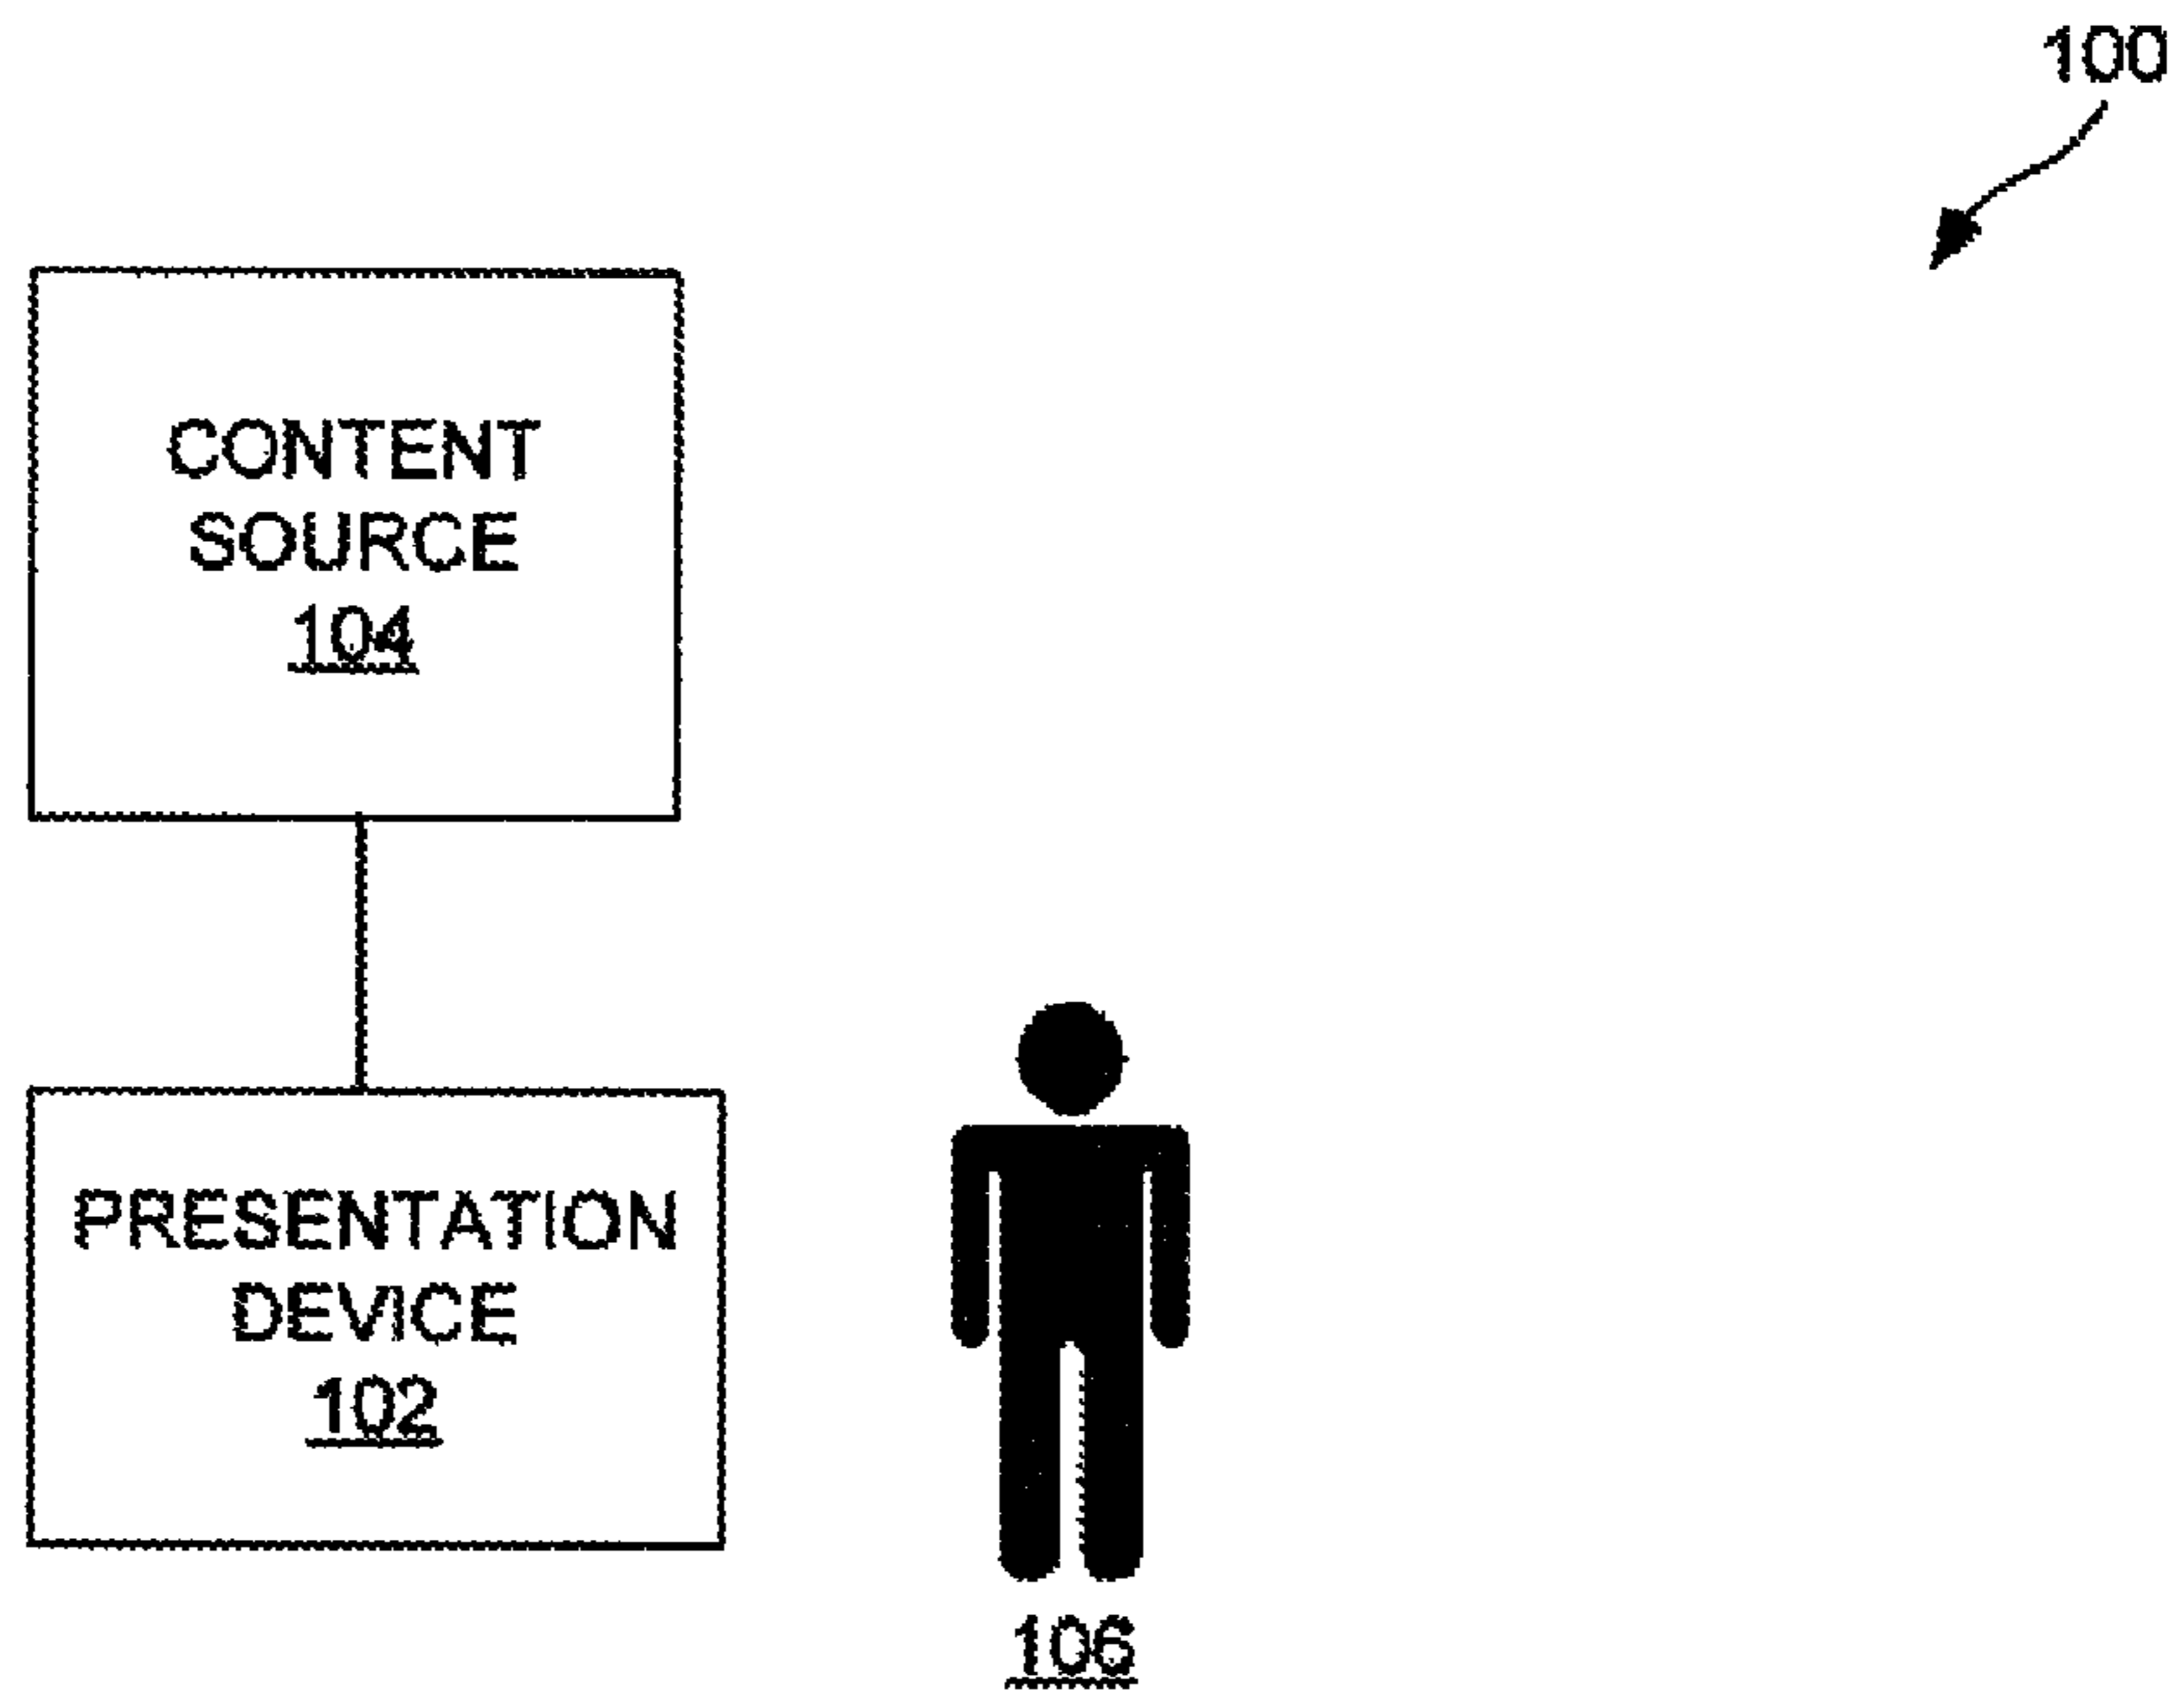 100
CONTENT
SOURCE
104
PRESENTATION
DEVICE
102
106